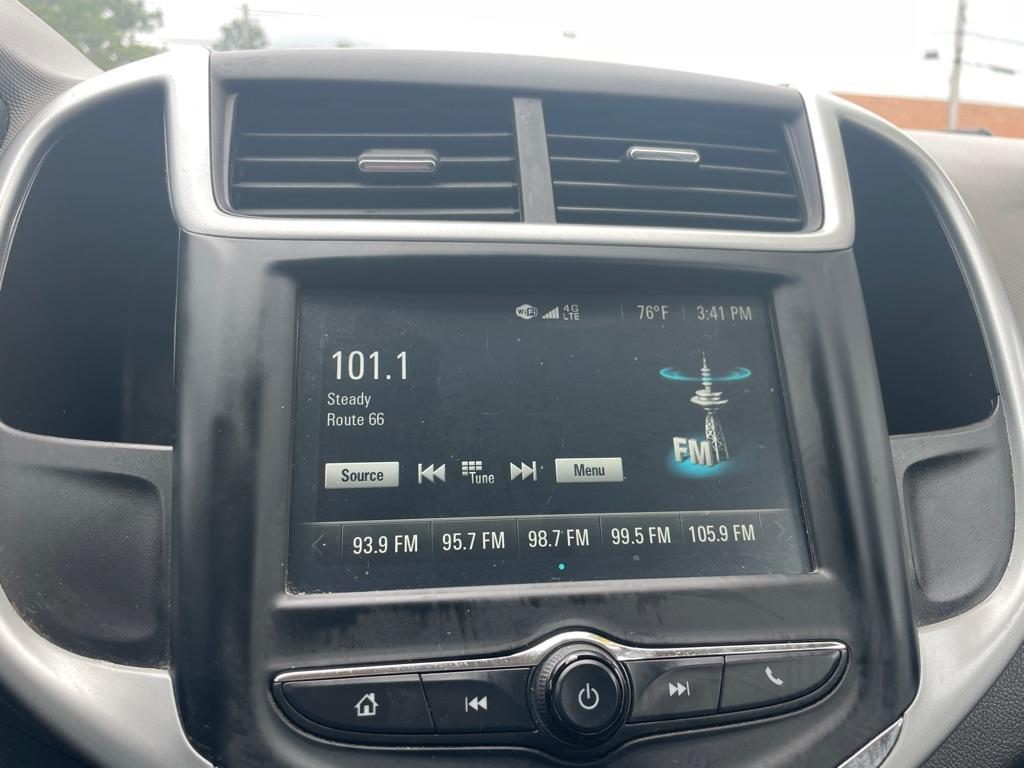 WiFi 4G LTE 76°F 3:41 PM
101.1
Steady
Route 66
FM
Source Tune Menu
93.9 FM 95.7 FM 98.7 FM 99.5 FM 105.9 FM